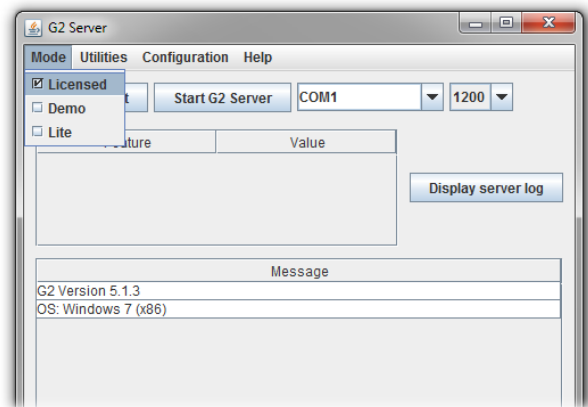 G2 Server
Mode Utilities Configuration Help
Licensed
Demo
Lite
Start G2 Server COM1 1200
Value
Display server log
Message
G2 Version 5.1.3
OS: Windows 7 (x86)